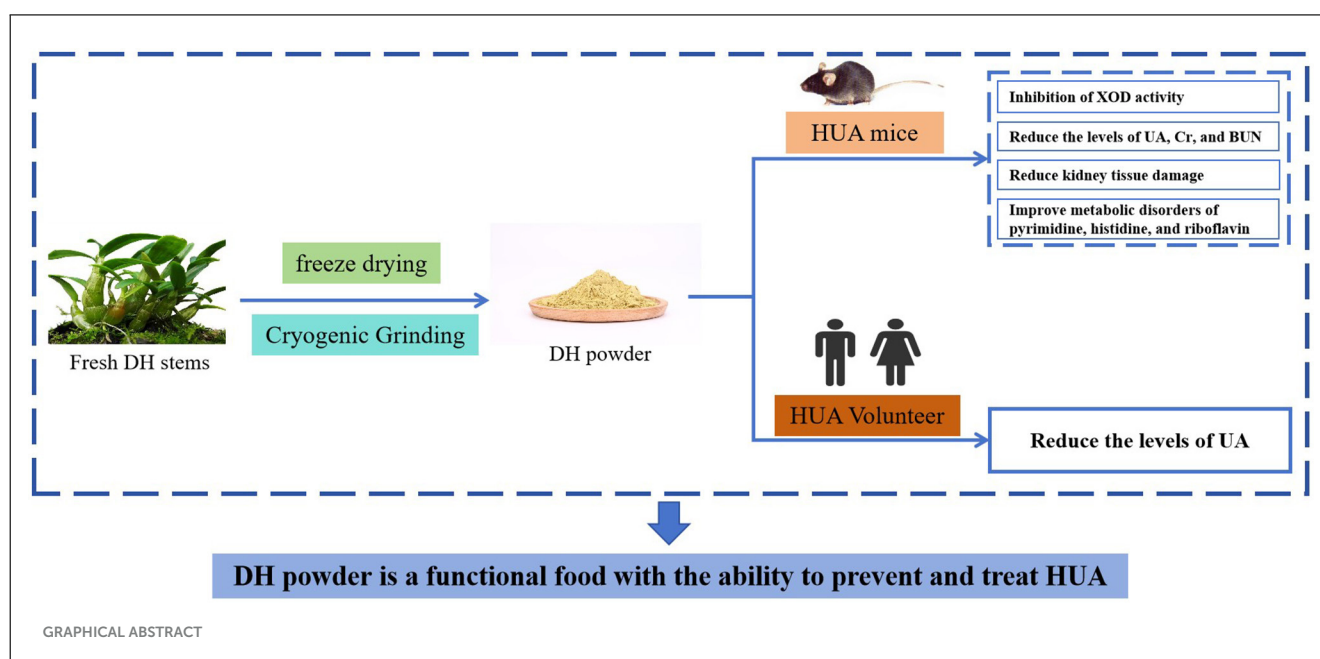 HUA mice
Inhibition of XOD activity
Reduce the levels of UA, Cr, and BUN
Reduce kidney tissue damage
Improve metabolic disorders of
pyrimidine, histidine, and riboflavin
Fresh DH stems
freeze drying
Cryogenic Grinding
DH powder
HUA Volunteer
Reduce the levels of UA
DH powder is a functional food with the ability to prevent and treat HUA
GRAPHICAL ABSTRACT